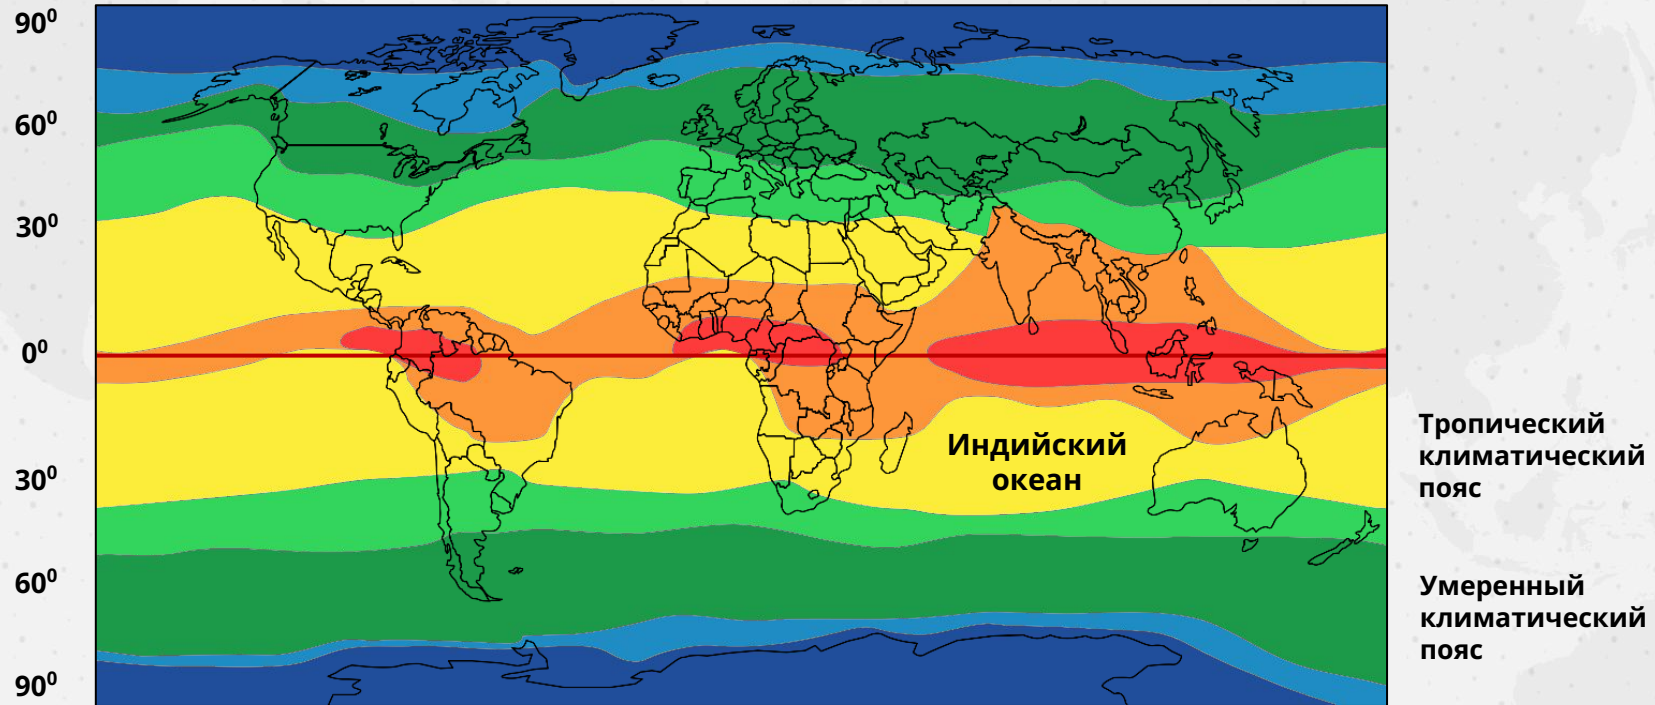 90⁰
60⁰
30⁰
0⁰
30⁰
60⁰
90⁰
Индийский
океан
Тропический
климатический
пояс
Умеренный
климатический
пояс